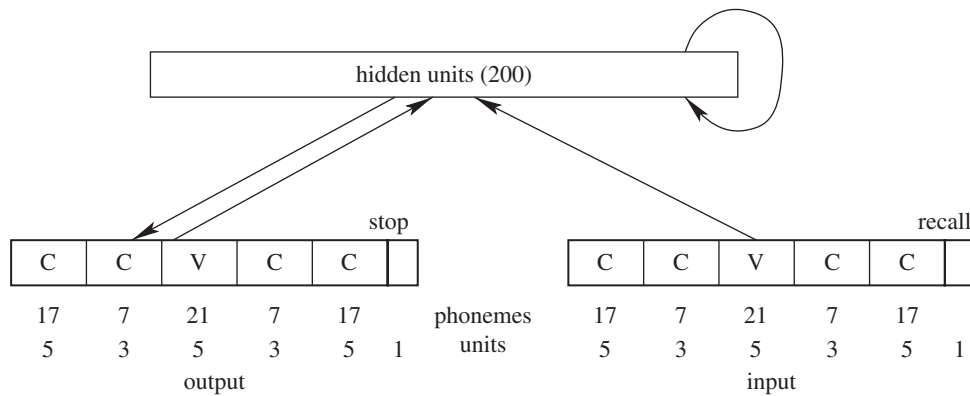 hidden units (200)
stop recall
C C V C C C C V C C
17 7 21 7 17 phonemes 17 7 21 7 17
5 3 5 3 5 1 units 5 3 5 3 5 1
output input